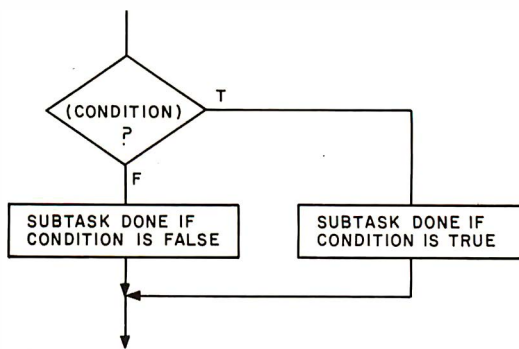 (CONDITION)
?
T
F
SUBTASK DONE IF
CONDITION IS FALSE
SUBTASK DONE IF
CONDITION IS TRUE